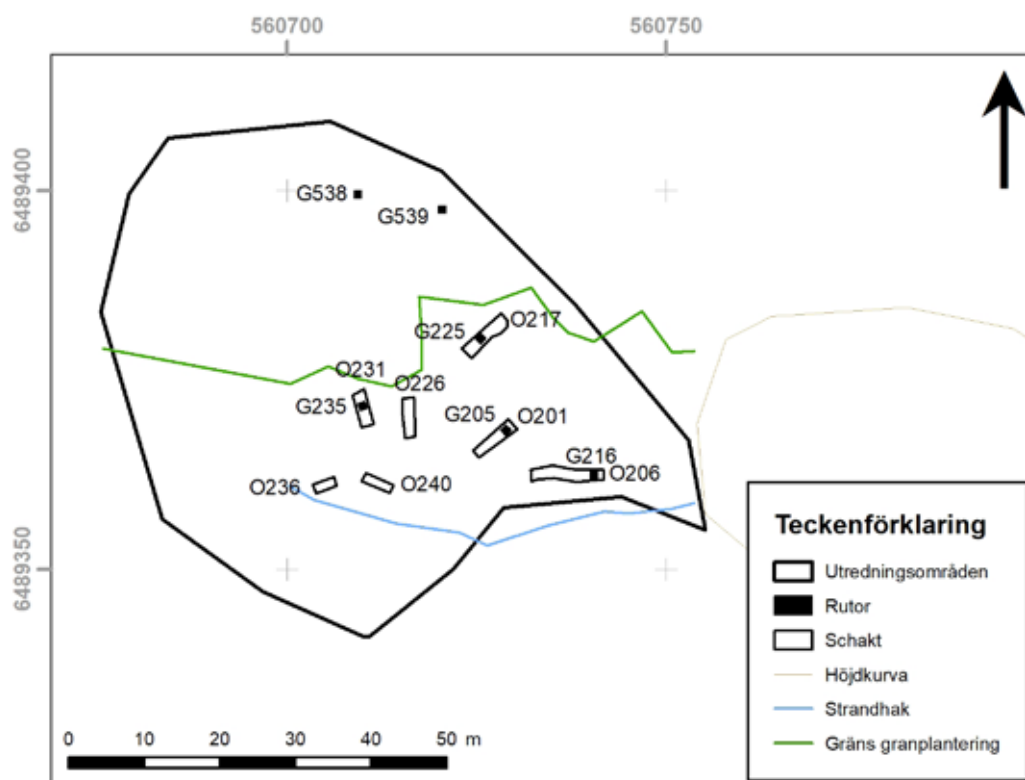 560700 560750
6489400
6489350
G538
G539
O217
G225
O231
O226
G235
G205 O201
G216
O206
O236
O240
Teckenförklaring
Utredningsområden
Rutor
Schakt
Höjdkurva
Strandhak
Gräns granplantering
0 10 20 30 40 50 m